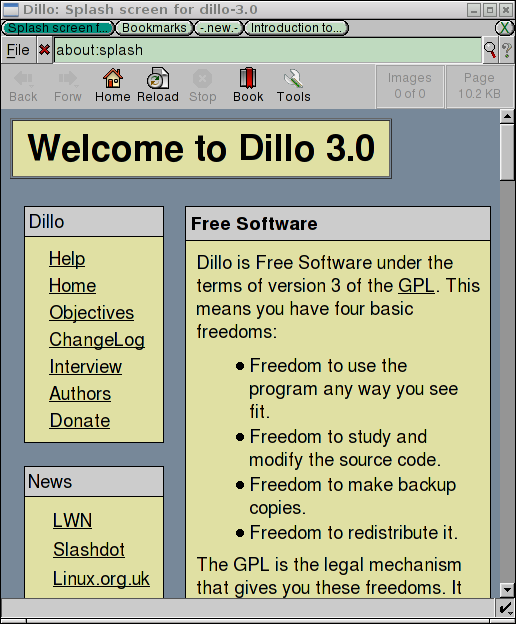 Dillo: Splash screen for dillo-3.0
Splash screen f... Bookmarks -.new.- Introduction to... X
File about:splash ?
Back Forw Home Reload Stop Book Tools
Images
0 of 0
Page
10.2 KB
Welcome to Dillo 3.0
Dillo
Help
Home
Objectives
ChangeLog
Interview
Authors
Donate
News
LWN
Slashdot
Linux.org.uk
Free Software
Dillo is Free Software under the
terms of version 3 of the GPL. This
means you have four basic
freedoms:
Freedom to use the
program any way you see
fit.
Freedom to study and
modify the source code.
Freedom to make backup
copies.
Freedom to redistribute it.
The GPL is the legal mechanism
that gives you these freedoms. It